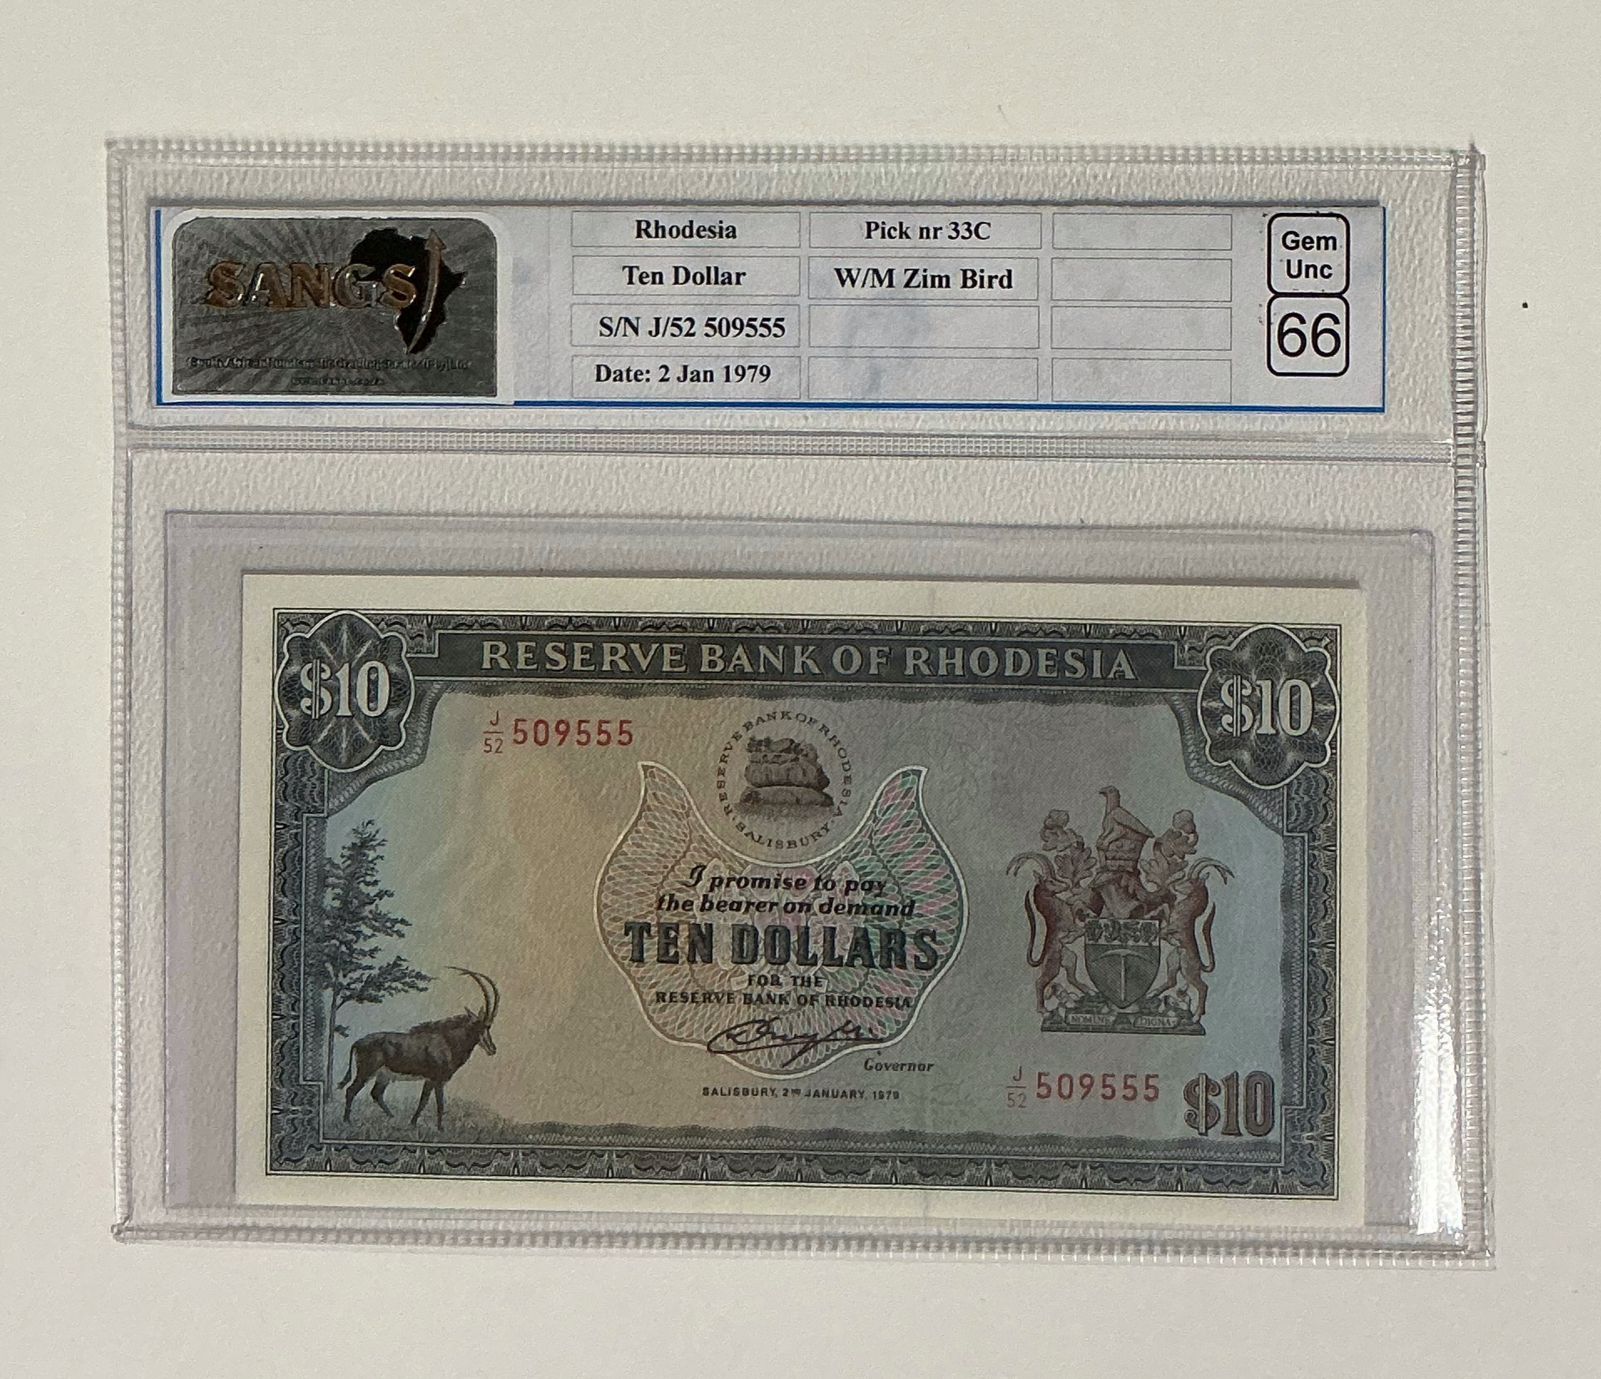 SANGS
Rhodesia
Pick nr 33C
Ten Dollar
W/M Zim Bird
S/N J/52 509555
Date: 2 Jan 1979
Gem
Unc
66
RESERVE BANK OF RHODESIA
$10
$10
J/52 509555
RESERVE BANK OF RHODESIA
· SALISBURY ·
I promise to pay
the bearer on demand
TEN DOLLARS
FOR THE
RESERVE BANK OF RHODESIA
Governor
SALISBURY, 2ND JANUARY, 1979
DIGNA
J/52 509555
$10